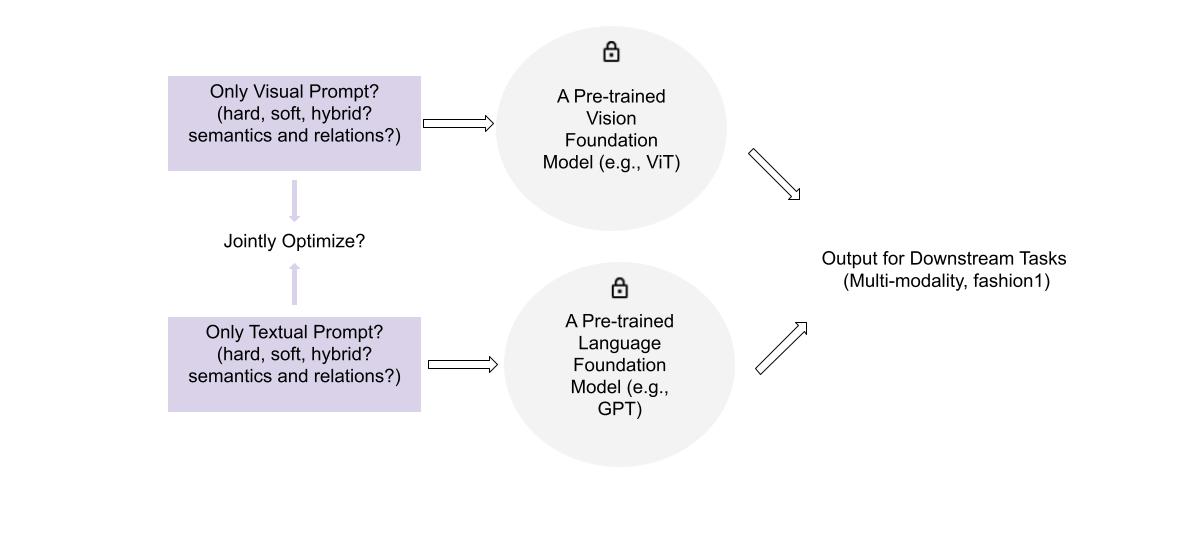 Only Visual Prompt?
(hard, soft, hybrid?
semantics and relations?)
A Pre-trained
Vision
Foundation
Model (e.g., ViT)
Jointly Optimize?
Output for Downstream Tasks
(Multi-modality, fashion1)
Only Textual Prompt?
(hard, soft, hybrid?
semantics and relations?)
A Pre-trained
Language
Foundation
Model (e.g.,
GPT)